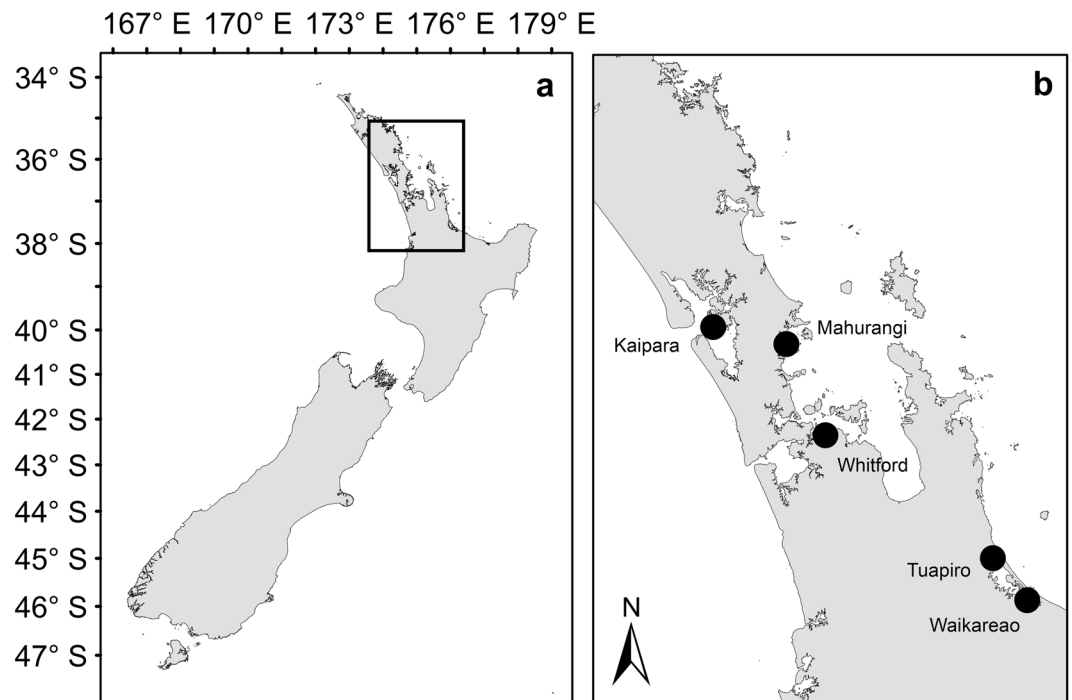 167° E 170° E 173° E 176° E 179° E
34° S
36° S
38° S
40° S
41° S
42° S
43° S
44° S
45° S
46° S
47° S
a
b
Kaipara
Mahurangi
Whitford
Tuapiro
Waikareao
N